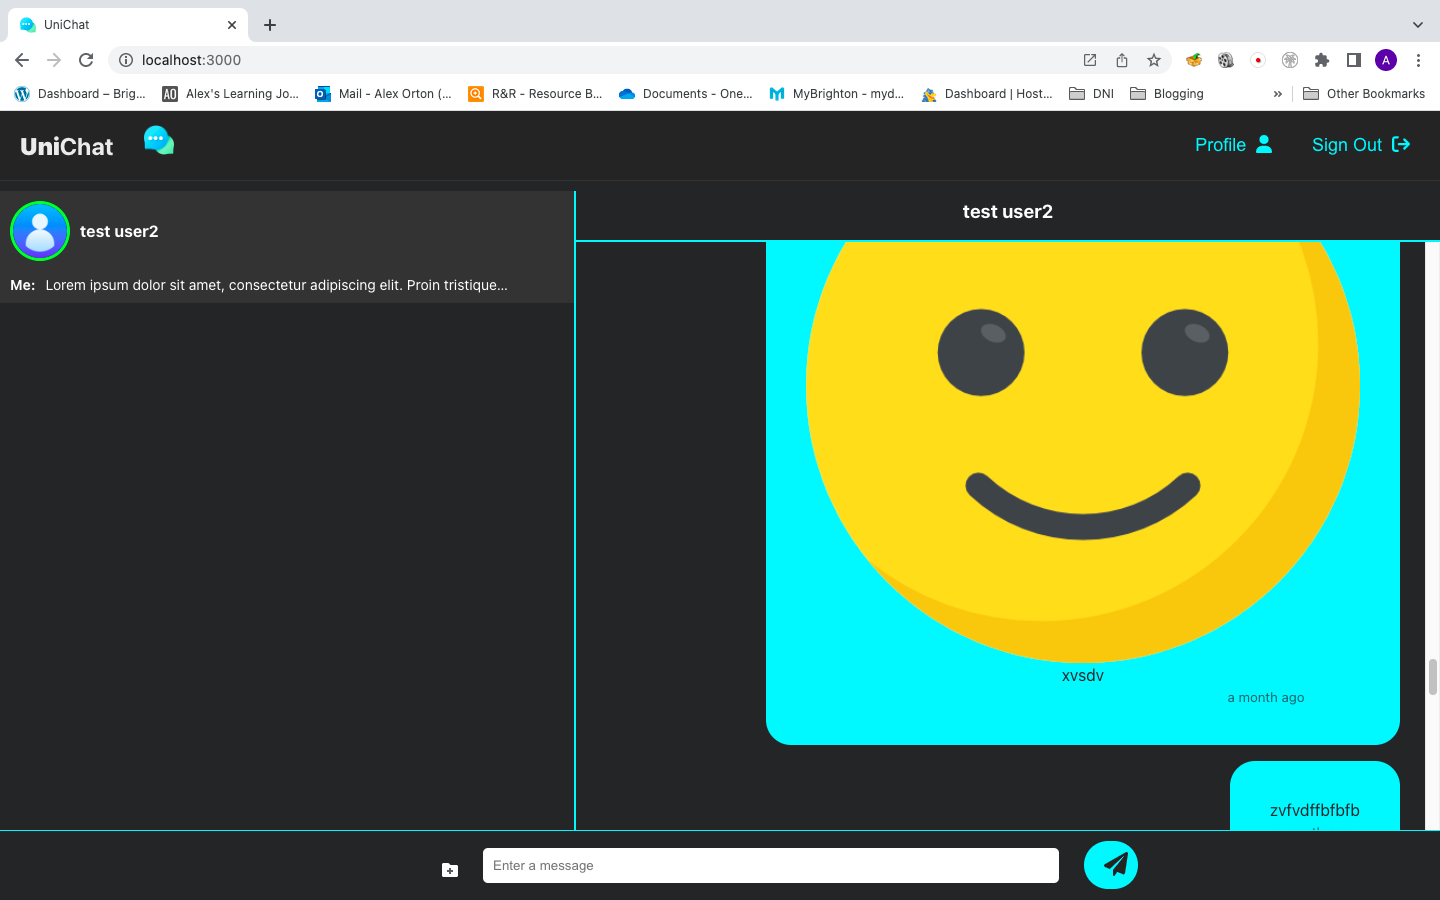 UniChat
localhost:3000
A
Dashboard – Brig...
AO Alex's Learning Jo...
Mail - Alex Orton (...
R&R - Resource B...
Documents - One...
MyBrighton - myd...
Dashboard | Host...
DNI
Blogging
»
Other Bookmarks
UniChat
Profile
Sign Out
test user2
Me: Lorem ipsum dolor sit amet, consectetur adipiscing elit. Proin tristique...
test user2
xvsdv
a month ago
zvfvdffbfbfb
Enter a message